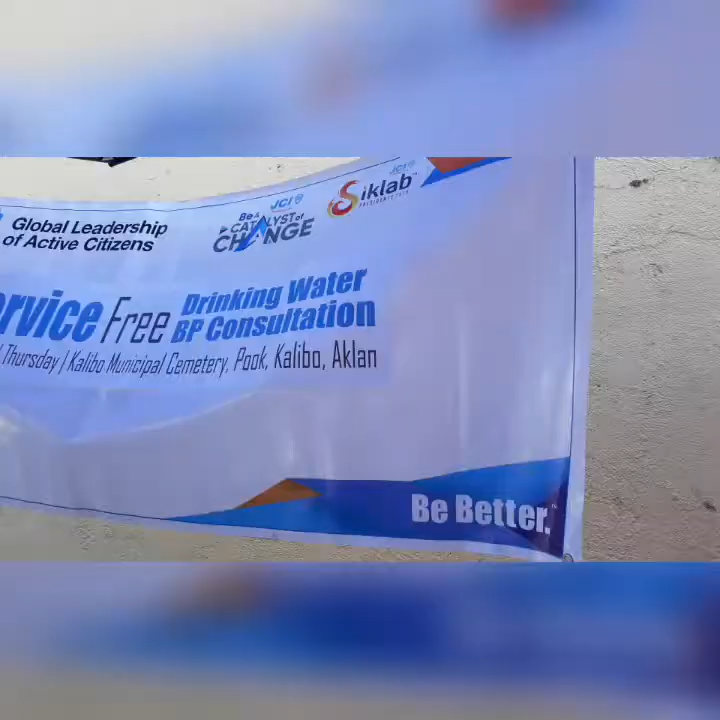 Global Leadership
of Active Citizens
JCI
Be A
CATALYST of
CHANGE
JCI
Siklab
Free
Drinking Water
BP Consultation
Thursday | Kalibo Municipal Cemetery, Pook, Kalibo, Aklan
Be Better.